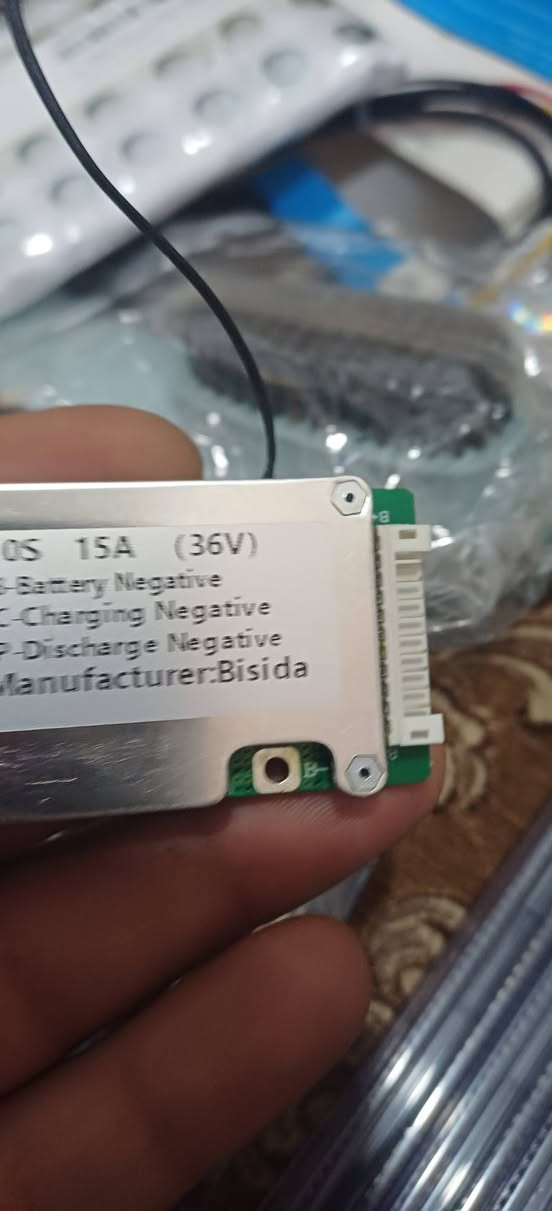 0S 15A (36V)
-Battery Negative
C-Charging Negative
P-Discharge Negative
Manufacturer:Bisida
B+
B-